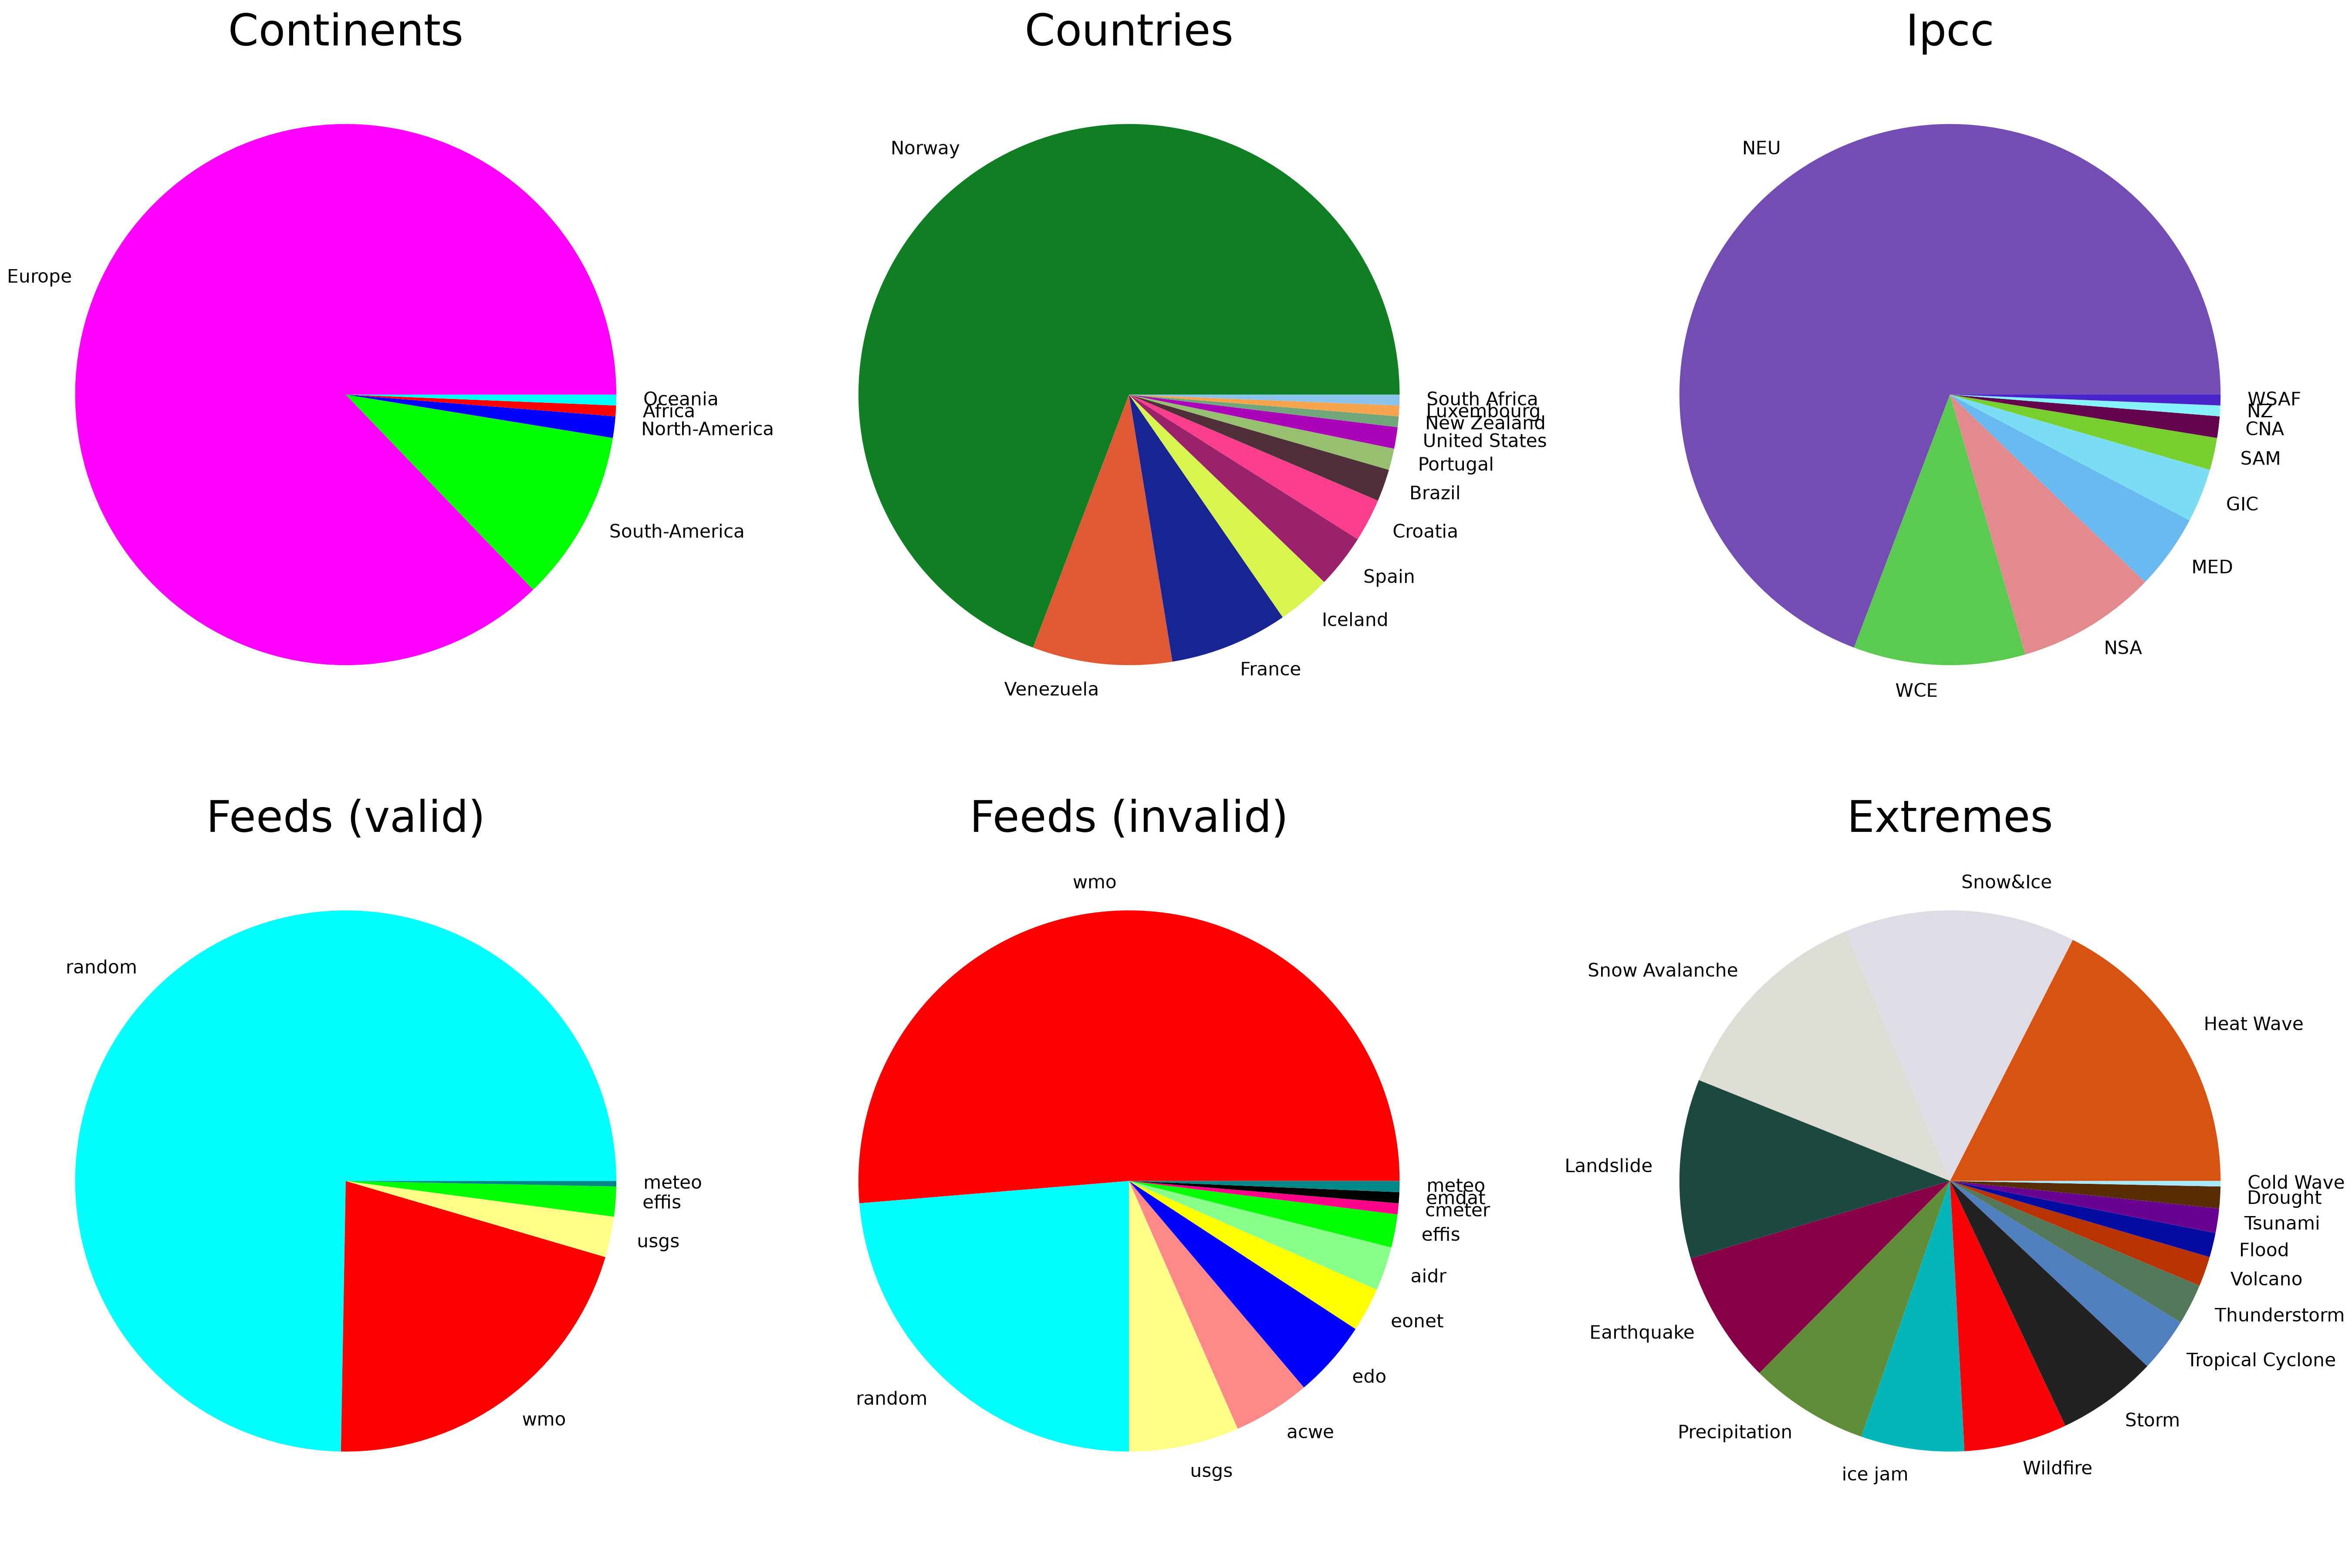 Continents
Europe
Oceania
Africa
North-America
South-America
Countries
Norway
South Africa
Luxembourg
New Zealand
United States
Portugal
Brazil
Croatia
Spain
Iceland
France
Venezuela
Ipcc
NEU
WSAF
NZ
CNA
SAM
GIC
MED
NSA
WCE
Feeds (valid)
random
meteo
effis
usgs
wmo
Feeds (invalid)
wmo
meteo
emdat
cmeter
effis
aidr
eonet
edo
acwe
usgs
random
Extremes
Snow&Ice
Snow Avalanche
Heat Wave
Landslide
Cold Wave
Drought
Tsunami
Flood
Volcano
Thunderstorm
Earthquake
Tropical Cyclone
Storm
Precipitation
Wildfire
ice jam